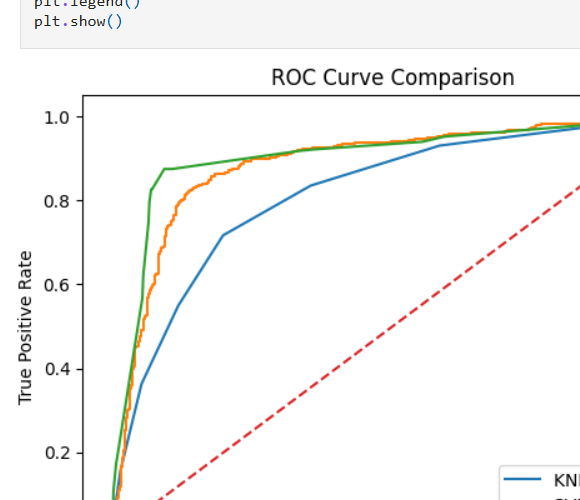 plt.legend()
plt.show()
ROC Curve Comparison
1.0
0.8
0.6
0.4
0.2
True Positive Rate